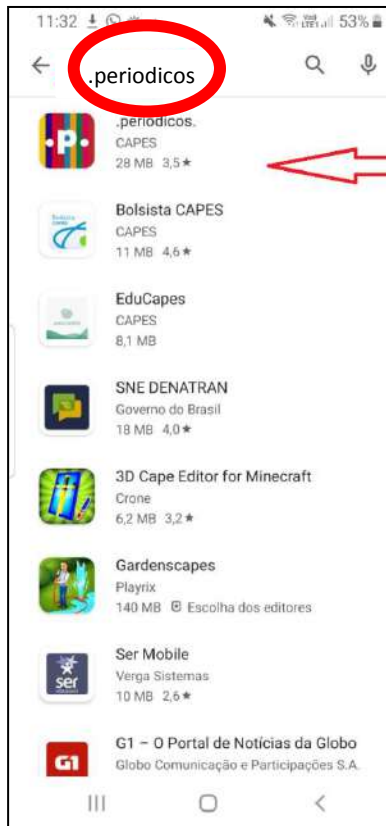 11:32
53%
.periodicos
.periodicos.
CAPES
28 MB 3,5★
Bolsista CAPES
CAPES
11 MB 4,6★
EduCapes
CAPES
8,1 MB
SNE DENATRAN
Governo do Brasil
18 MB 4,0★
3D Cape Editor for Minecraft
Crone
6,2 MB 3,2★
Gardenscapes
Playrix
140 MB Escolha dos editores
Ser Mobile
Verga Sistemas
10 MB 2,6★
G1 – O Portal de Notícias da Globo
Globo Comunicação e Participações S.A.
·P·
ser
G1